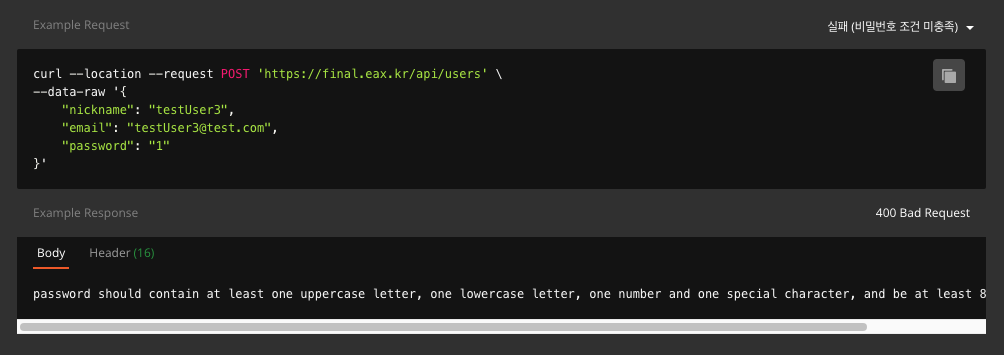 Example Request
실패 (비밀번호 조건 미충족)
curl --location --request POST 'https://final.eax.kr/api/users' \
--data-raw '{
    "nickname": "testUser3",
    "email": "testUser3@test.com",
    "password": "1"
}'
Example Response
400 Bad Request
Body
Header (16)
password should contain at least one uppercase letter, one lowercase letter, one number and one special character, and be at least 8